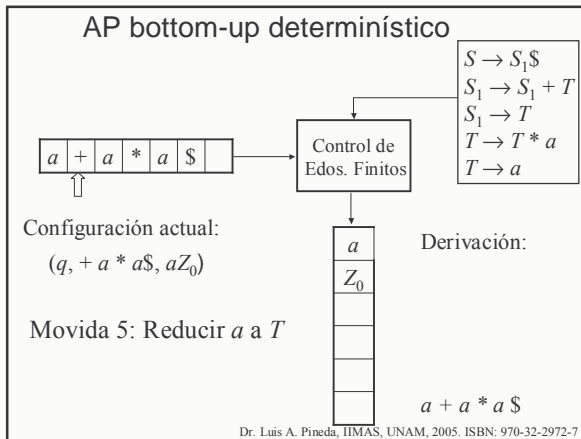 AP bottom-up determinístico
S → S₁$
S₁ → S₁ + T
S₁ → T
T → T * a
T → a
a + a * a $
Control de
Edos. Finitos
Configuración actual:
(q, + a * a$, aZ₀)
a
Z₀
Derivación:
Movida 5: Reducir a a T
a + a * a $
Dr. Luis A. Pineda, IIMAS, UNAM, 2005. ISBN: 970-32-2972-7